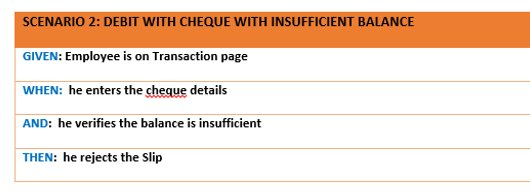 SCENARIO 2: DEBIT WITH CHEQUE WITH INSUFFICIENT BALANCE
GIVEN: Employee is on Transaction page
WHEN: he enters the cheque details
AND: he verifies the balance is insufficient
THEN: he rejects the Slip